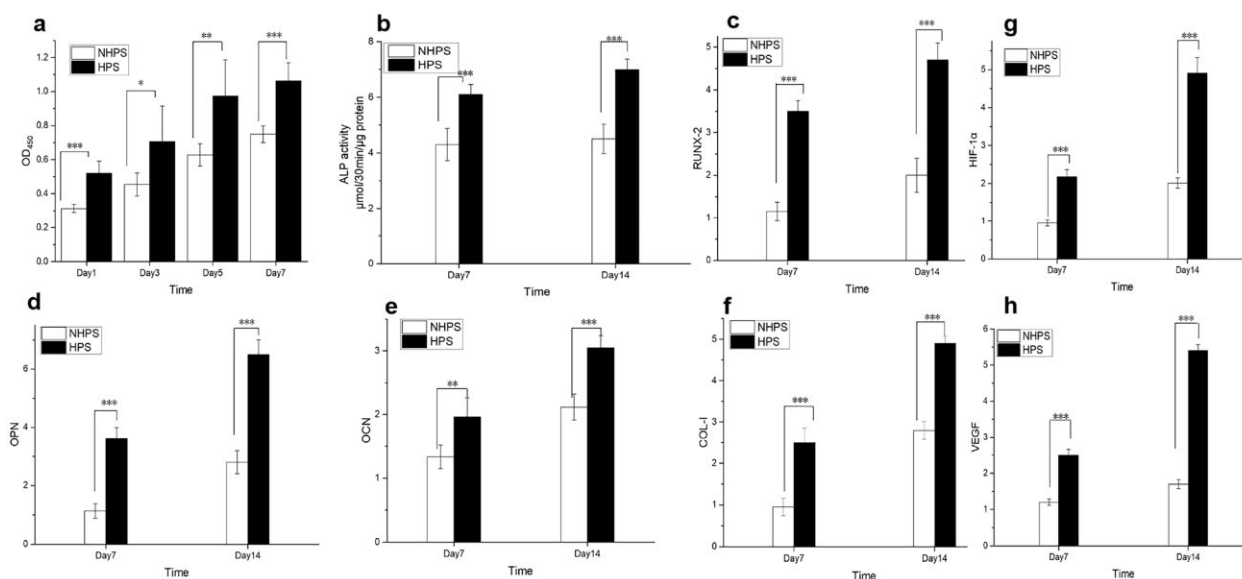 a
***
*
**
***
NHPS
HPS
OD450
1.2
1.0
0.8
0.6
0.4
0.2
0.0
Day1 Day3 Day5 Day7
Time
b
***
***
NHPS
HPS
ALP activity
μmol/30min/μg protein
8
6
4
2
0
Day7 Day14
Time
c
***
***
NHPS
HPS
RUNX-2
5
4
3
2
1
0
Day7 Day14
Time
g
***
***
NHPS
HPS
HIF-1α
5
4
3
2
1
0
Day7 Day14
Time
d
***
***
NHPS
HPS
OPN
6
4
2
0
Day7 Day14
Time
e
**
***
NHPS
HPS
OCN
3
2
1
0
Day7 Day14
Time
f
***
***
NHPS
HPS
COL-I
5
4
3
2
1
0
Day7 Day14
Time
h
***
***
NHPS
HPS
VEGF
6
5
4
3
2
1
0
Day7 Day14
Time